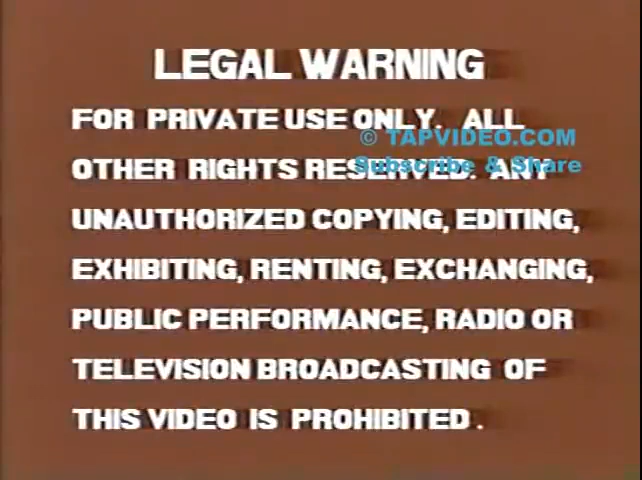 LEGAL WARNING
FOR PRIVATE USE ONLY. ALL
© TAPVIDEO.COM
OTHER RIGHTS RESERVED. ANY
Subscribe & Share
UNAUTHORIZED COPYING, EDITING,
EXHIBITING, RENTING, EXCHANGING,
PUBLIC PERFORMANCE, RADIO OR
TELEVISION BROADCASTING OF
THIS VIDEO IS PROHIBITED.